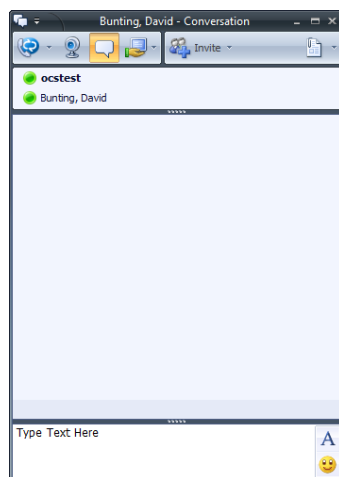 Bunting, David - Conversation
Invite
ocstest
Bunting, David
Type Text Here
A